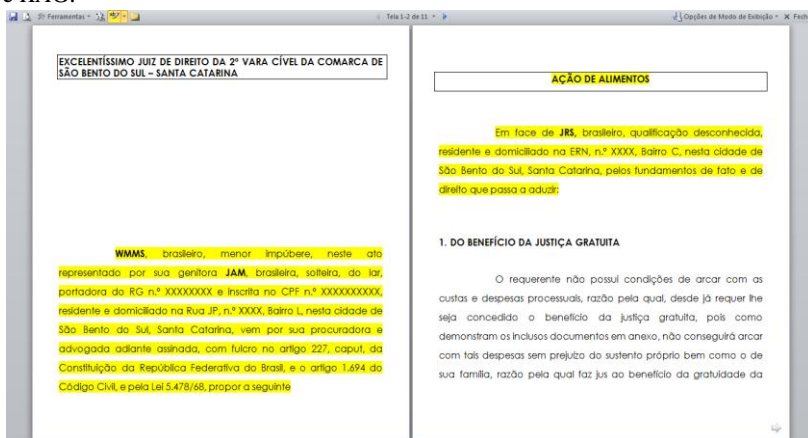 Ferramentas
Tela 1-2 de 11
Opções de Modo de Exibição
X Fech
EXCELENTÍSSIMO JUIZ DE DIREITO DA 2ª VARA CÍVEL DA COMARCA DE
SÃO BENTO DO SUL – SANTA CATARINA
WMMS, brasileiro, menor impúbere, neste ato
representado por sua genitora JAM, brasileira, solteira, do lar,
portadora do RG n.º XXXXXXXX e inscrita no CPF n.º XXXXXXXXXX,
residente e domiciliado na Rua JP, n.º XXXX, Bairro L, nesta cidade de
São Bento do Sul, Santa Catarina, vem por sua procuradora e
advogada adiante assinada, com fulcro no artigo 227, caput, da
Constituição da República Federativa do Brasil, e o artigo 1.694 do
Código Civil, e pela Lei 5.478/68, propor a seguinte
AÇÃO DE ALIMENTOS
Em face de JRS, brasileiro, qualificação desconhecida,
residente e domiciliado na ERN, n.º XXXX, Bairro C, nesta cidade de
São Bento do Sul, Santa Catarina, pelos fundamentos de fato e de
direito que passa a aduzir:
1. DO BENEFÍCIO DA JUSTIÇA GRATUITA
O requerente não possui condições de arcar com as
custas e despesas processuais, razão pela qual, desde já requer lhe
seja concedido o benefício da justiça gratuita, pois como
demonstram os inclusos documentos em anexo, não conseguirá arcar
com tais despesas sem prejuízo do sustento próprio bem como o de
sua família, razão pela qual faz jus ao benefício da gratuidade da